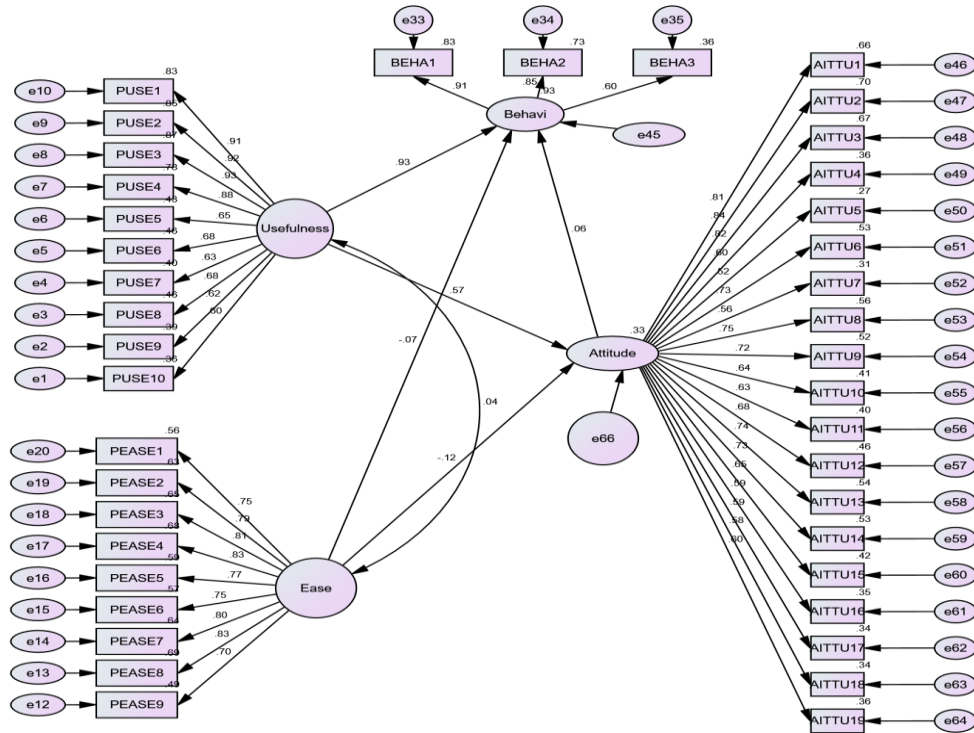 e33
e34
e35
.83
.73
.36
BEHA1
BEHA2
BEHA3
.91
.85
.93
.60
Behavi
e45
e10
.83
PUSE1
e9
.85
PUSE2
e8
.87
PUSE3
e7
.78
PUSE4
e6
.43
PUSE5
e5
.46
PUSE6
e4
.40
PUSE7
e3
.46
PUSE8
e2
.39
PUSE9
e1
.36
PUSE10
.91
.92
.93
.88
.65
.68
.63
.68
.62
.60
Usefulness
.93
.57
.06
-.07
.04
-.12
.33
Attitude
e66
e20
.56
PEASE1
e19
.63
PEASE2
e18
.65
PEASE3
e17
.68
PEASE4
e16
.59
PEASE5
e15
.57
PEASE6
e14
.64
PEASE7
e13
.69
PEASE8
e12
.49
PEASE9
.75
.79
.81
.83
.77
.75
.80
.83
.70
Ease
.81
.84
.82
.60
.52
.73
.56
.75
.72
.64
.63
.68
.74
.73
.65
.59
.59
.58
.60
.66
AITTU1
e46
.70
AITTU2
e47
.67
AITTU3
e48
.36
AITTU4
e49
.27
AITTU5
e50
.53
AITTU6
e51
.31
AITTU7
e52
.56
AITTU8
e53
.52
AITTU9
e54
.41
AITTU10
e55
.40
AITTU11
e56
.46
AITTU12
e57
.54
AITTU13
e58
.53
AITTU14
e59
.42
AITTU15
e60
.35
AITTU16
e61
.34
AITTU17
e62
.34
AITTU18
e63
.36
AITTU19
e64